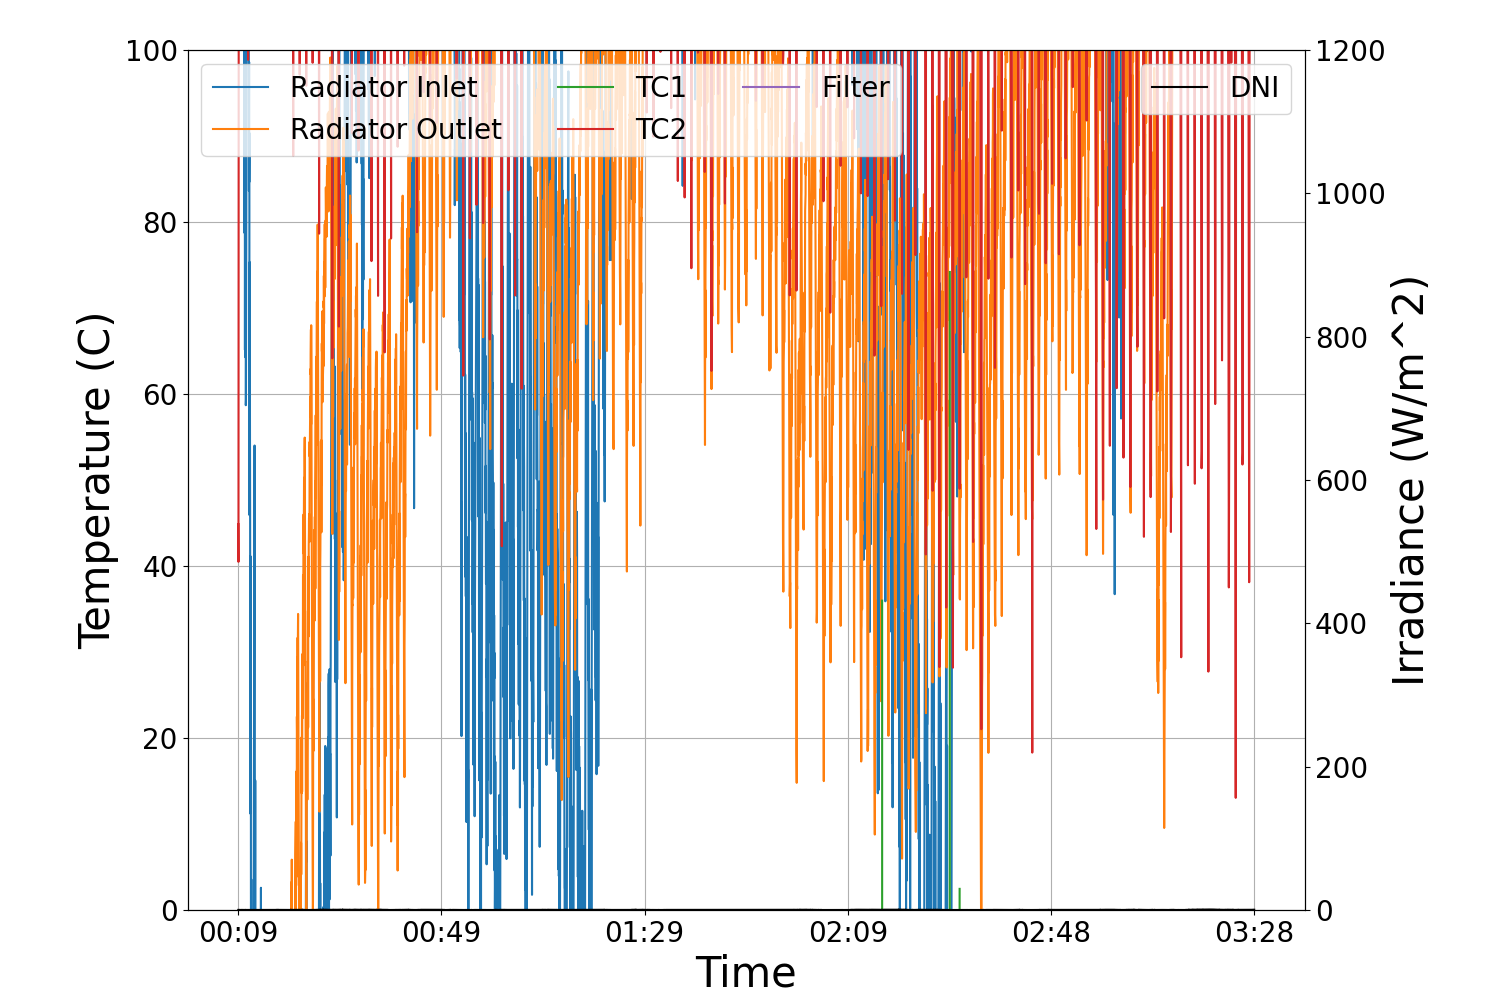 100
80
60
40
20
0
Temperature (C)
Radiator Inlet
Radiator Outlet
TC1
TC2
Filter
DNI
1200
1000
800
600
400
200
0
Irradiance (W/m^2)
00:09
00:49
01:29
02:09
02:48
03:28
Time